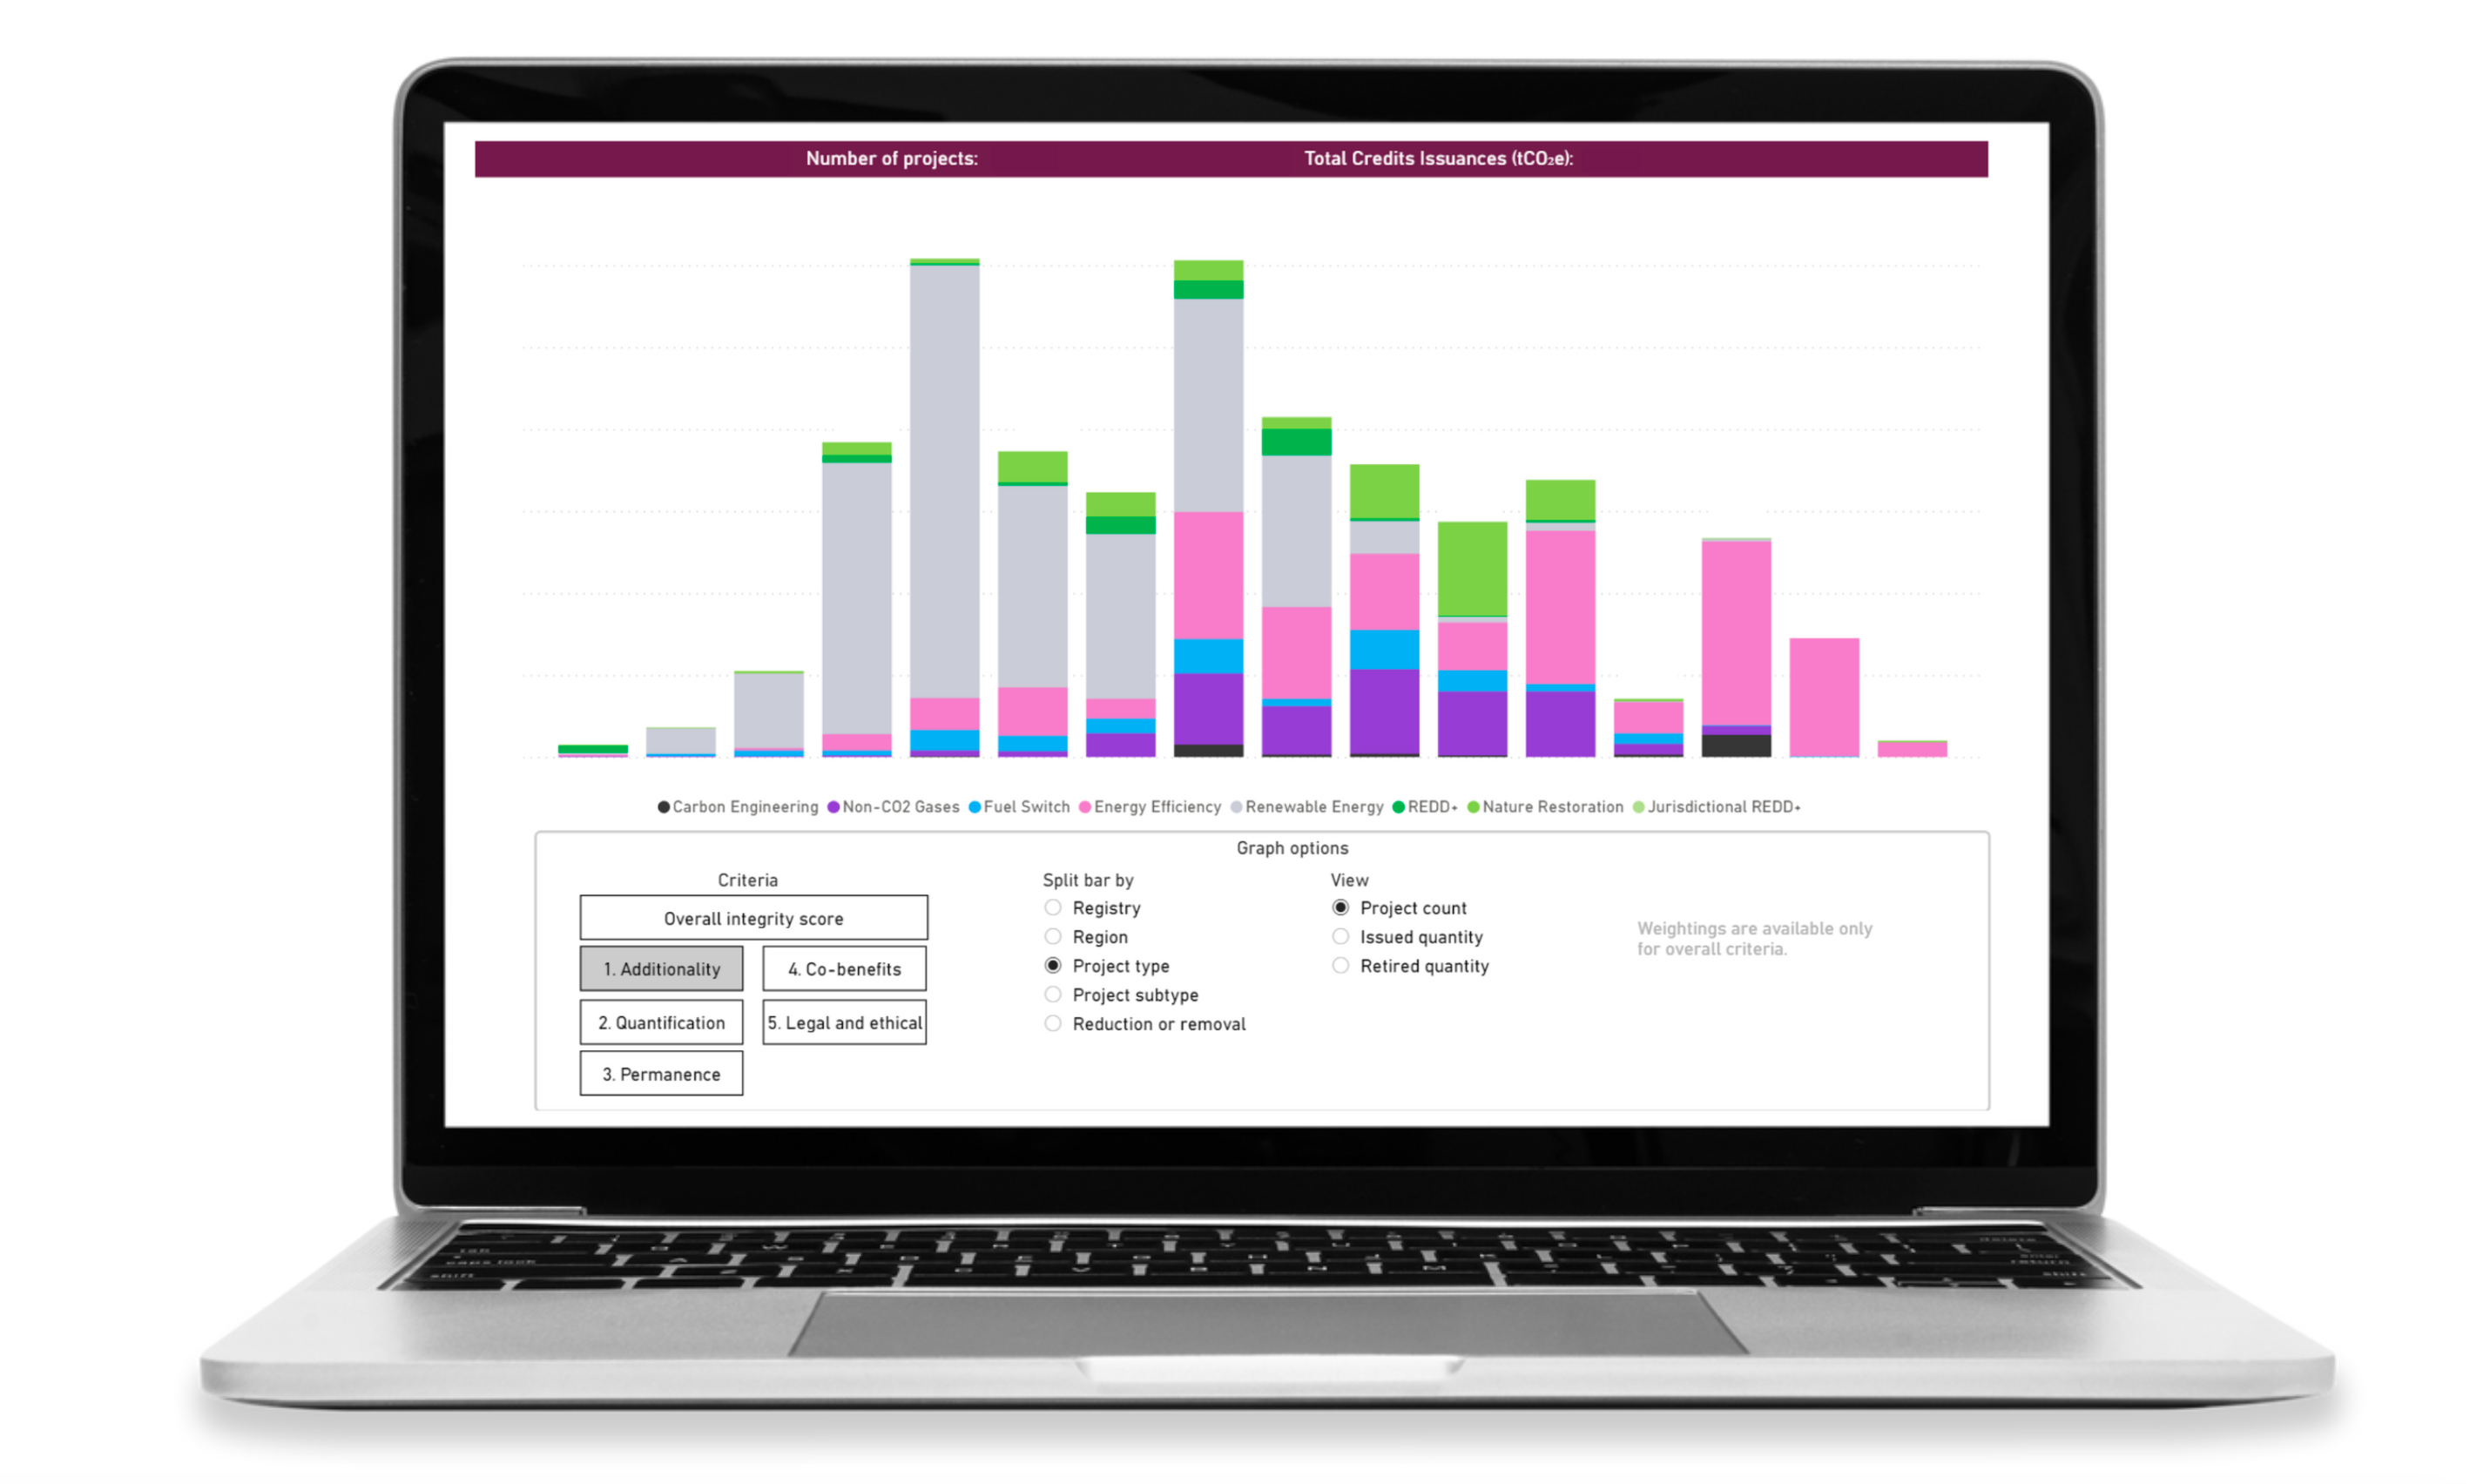 Number of projects:
Total Credits Issuances (tCO₂e):
Carbon Engineering
Non-CO2 Gases
Fuel Switch
Energy Efficiency
Renewable Energy
REDD+
Nature Restoration
Jurisdictional REDD+
Graph options
Criteria
Overall integrity score
1. Additionality
4. Co-benefits
2. Quantification
5. Legal and ethical
3. Permanence
Split bar by
Registry
Region
Project type
Project subtype
Reduction or removal
View
Project count
Issued quantity
Retired quantity
Weightings are available only
for overall criteria.